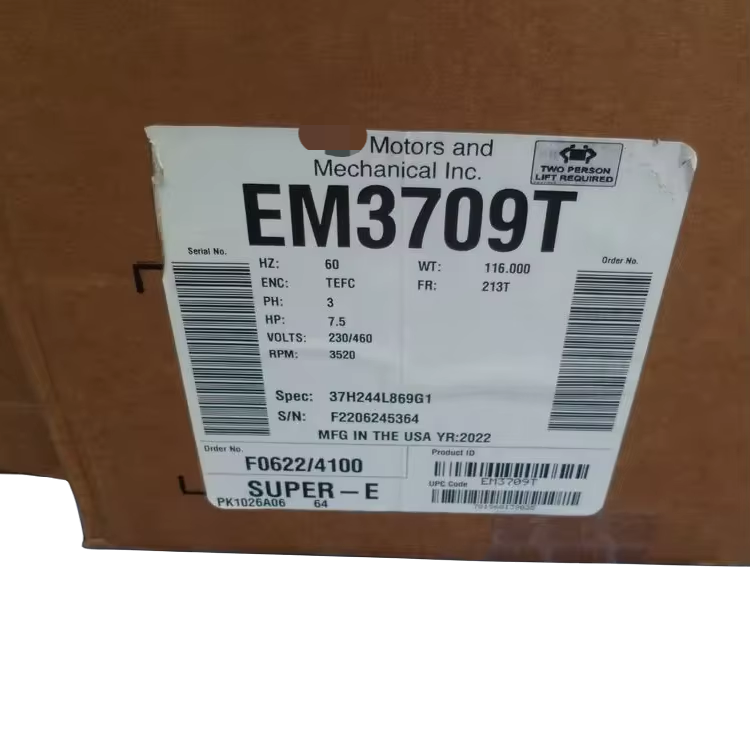 Motors and
Mechanical Inc.
TWO PERSON
LIFT REQUIRED
EM3709T
Serial No.
Order No.
HZ: 60 WT: 116.000
ENC: TEFC FR: 213T
PH: 3
HP: 7.5
VOLTS: 230/460
RPM: 3520
Spec: 37H244L869G1
S/N: F2206245364
MFG IN THE USA YR:2022
Order No.
F0622/4100
Product ID
EM3709T
UPC Code
SUPER-E
PK1026A06 64